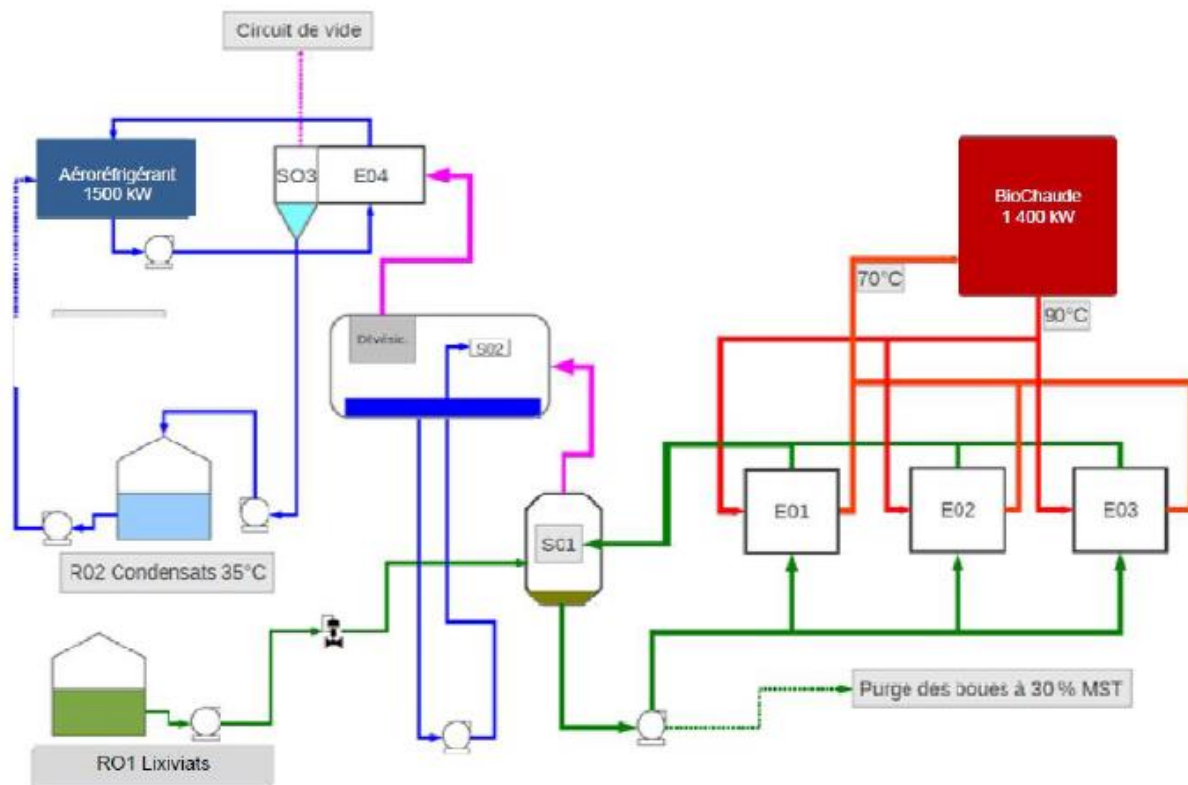 Circuit de vide
Aéroréfrigérant
1500 kW
SO3
E04
BioChaude
1 400 kW
70°C
90°C
Dévésic.
S02
E01
E02
E03
S01
R02 Condensats 35°C
Purge des boues à 30 % MST
RO1 Lixiviats